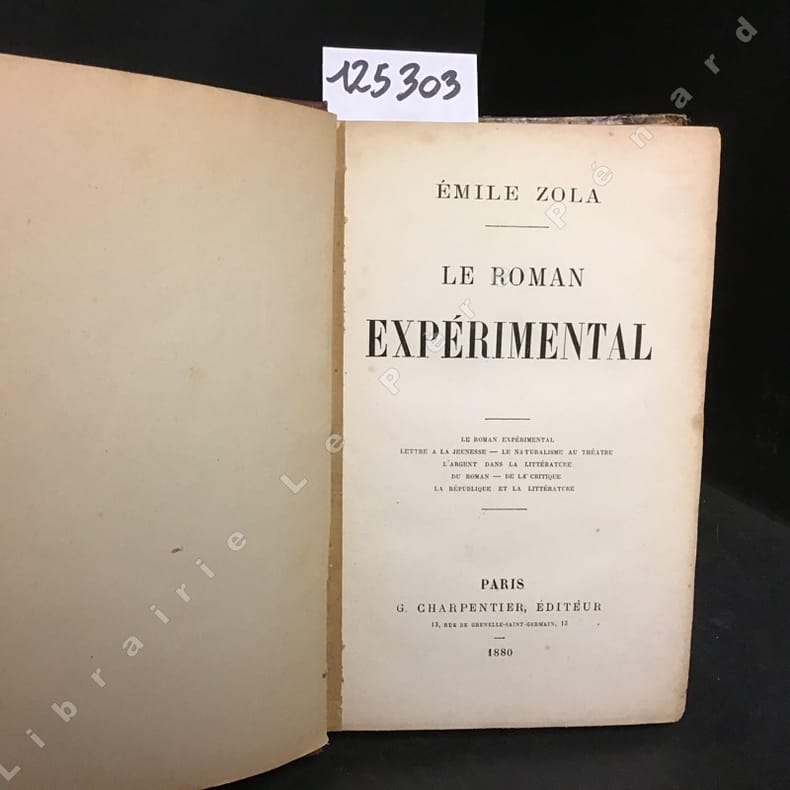 125303
ÉMILE ZOLA
LE ROMAN
EXPÉRIMENTAL
LE ROMAN EXPÉRIMENTAL
LETTRE A LA JEUNESSE — LE NATURALISME AU THÉATRE
L'ARGENT DANS LA LITTÉRATURE
DU ROMAN — DE LA CRITIQUE
LA RÉPUBLIQUE ET LA LITTÉRATURE
PARIS
G. CHARPENTIER, ÉDITEUR
13, RUE DE GRENELLE-SAINT-GERMAIN, 13
1880
Librairie Le Père Pénard